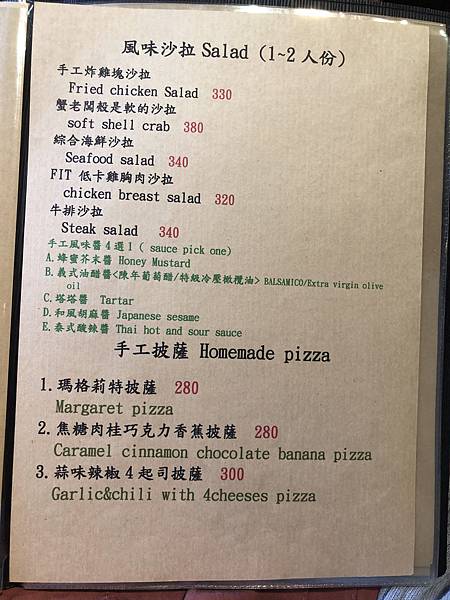 風味沙拉 Salad (1~2 人份)
手工炸雞塊沙拉
Fried chicken Salad 330
蟹老闆殼是軟的沙拉
soft shell crab 380
綜合海鮮沙拉
Seafood salad 340
FIT 低卡雞胸肉沙拉
chicken breast salad 320
牛排沙拉
Steak salad 340
手工風味醬4選1 ( sauce pick one)
A.蜂蜜芥末醬 Honey Mustard
B.義式油醋醬<陳年葡萄醋/特級冷壓橄欖油> BALSAMICO/Extra virgin olive
oil
C.塔塔醬 Tartar
D.和風胡麻醬 Japanese sesame
E.泰式酸辣醬 Thai hot and sour sauce
手工披薩 Homemade pizza
1.瑪格莉特披薩 280
Margaret pizza
2.焦糖肉桂巧克力香蕉披薩 280
Caramel cinnamon chocolate banana pizza
3.蒜味辣椒4起司披薩 300
Garlic&chili with 4cheeses pizza